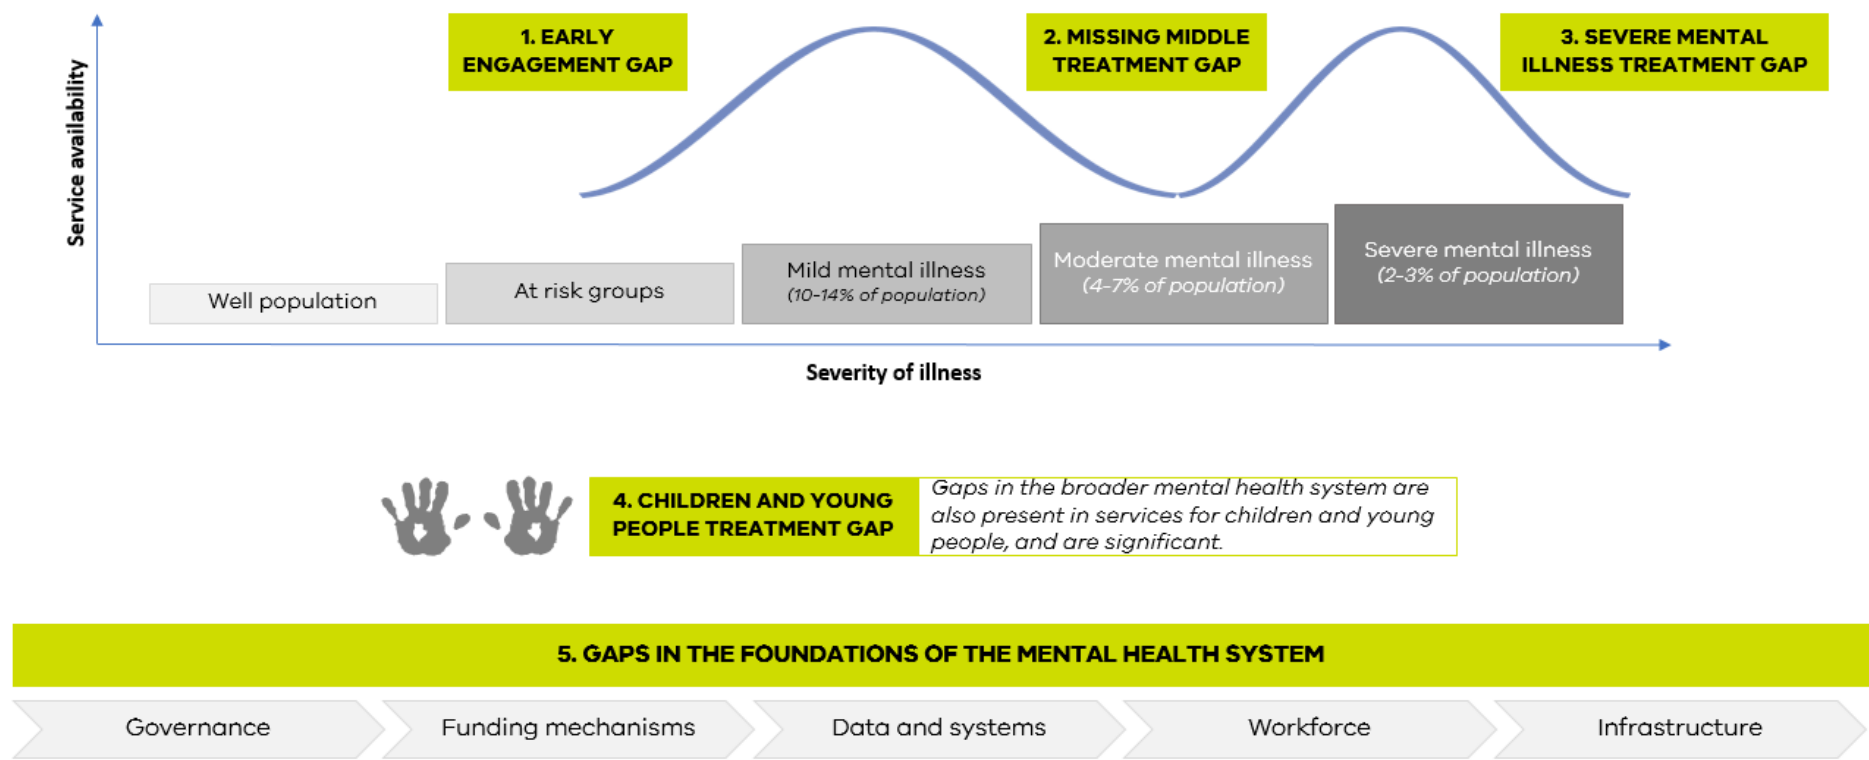 Service availability
1. EARLY
ENGAGEMENT GAP
2. MISSING MIDDLE
TREATMENT GAP
3. SEVERE MENTAL
ILLNESS TREATMENT GAP
Well population
At risk groups
Mild mental illness
(10-14% of population)
Moderate mental illness
(4-7% of population)
Severe mental illness
(2-3% of population)
Severity of illness
4. CHILDREN AND YOUNG
PEOPLE TREATMENT GAP
Gaps in the broader mental health system are
also present in services for children and young
people, and are significant.
5. GAPS IN THE FOUNDATIONS OF THE MENTAL HEALTH SYSTEM
Governance
Funding mechanisms
Data and systems
Workforce
Infrastructure